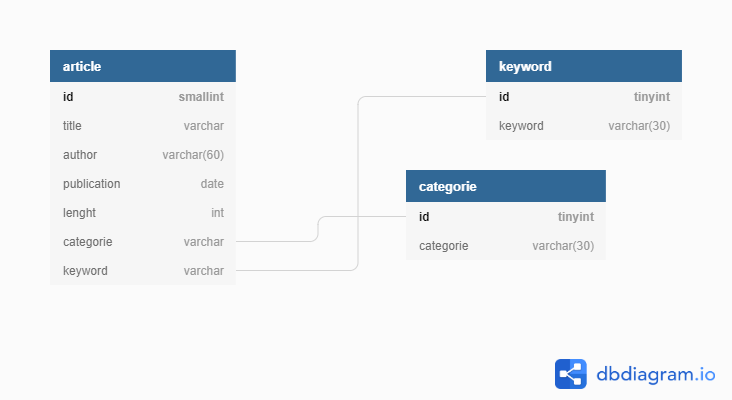 article
id smallint
title varchar
author varchar(60)
publication date
lenght int
categorie varchar
keyword varchar
keyword
id tinyint
keyword varchar(30)
categorie
id tinyint
categorie varchar(30)
dbdiagram.io